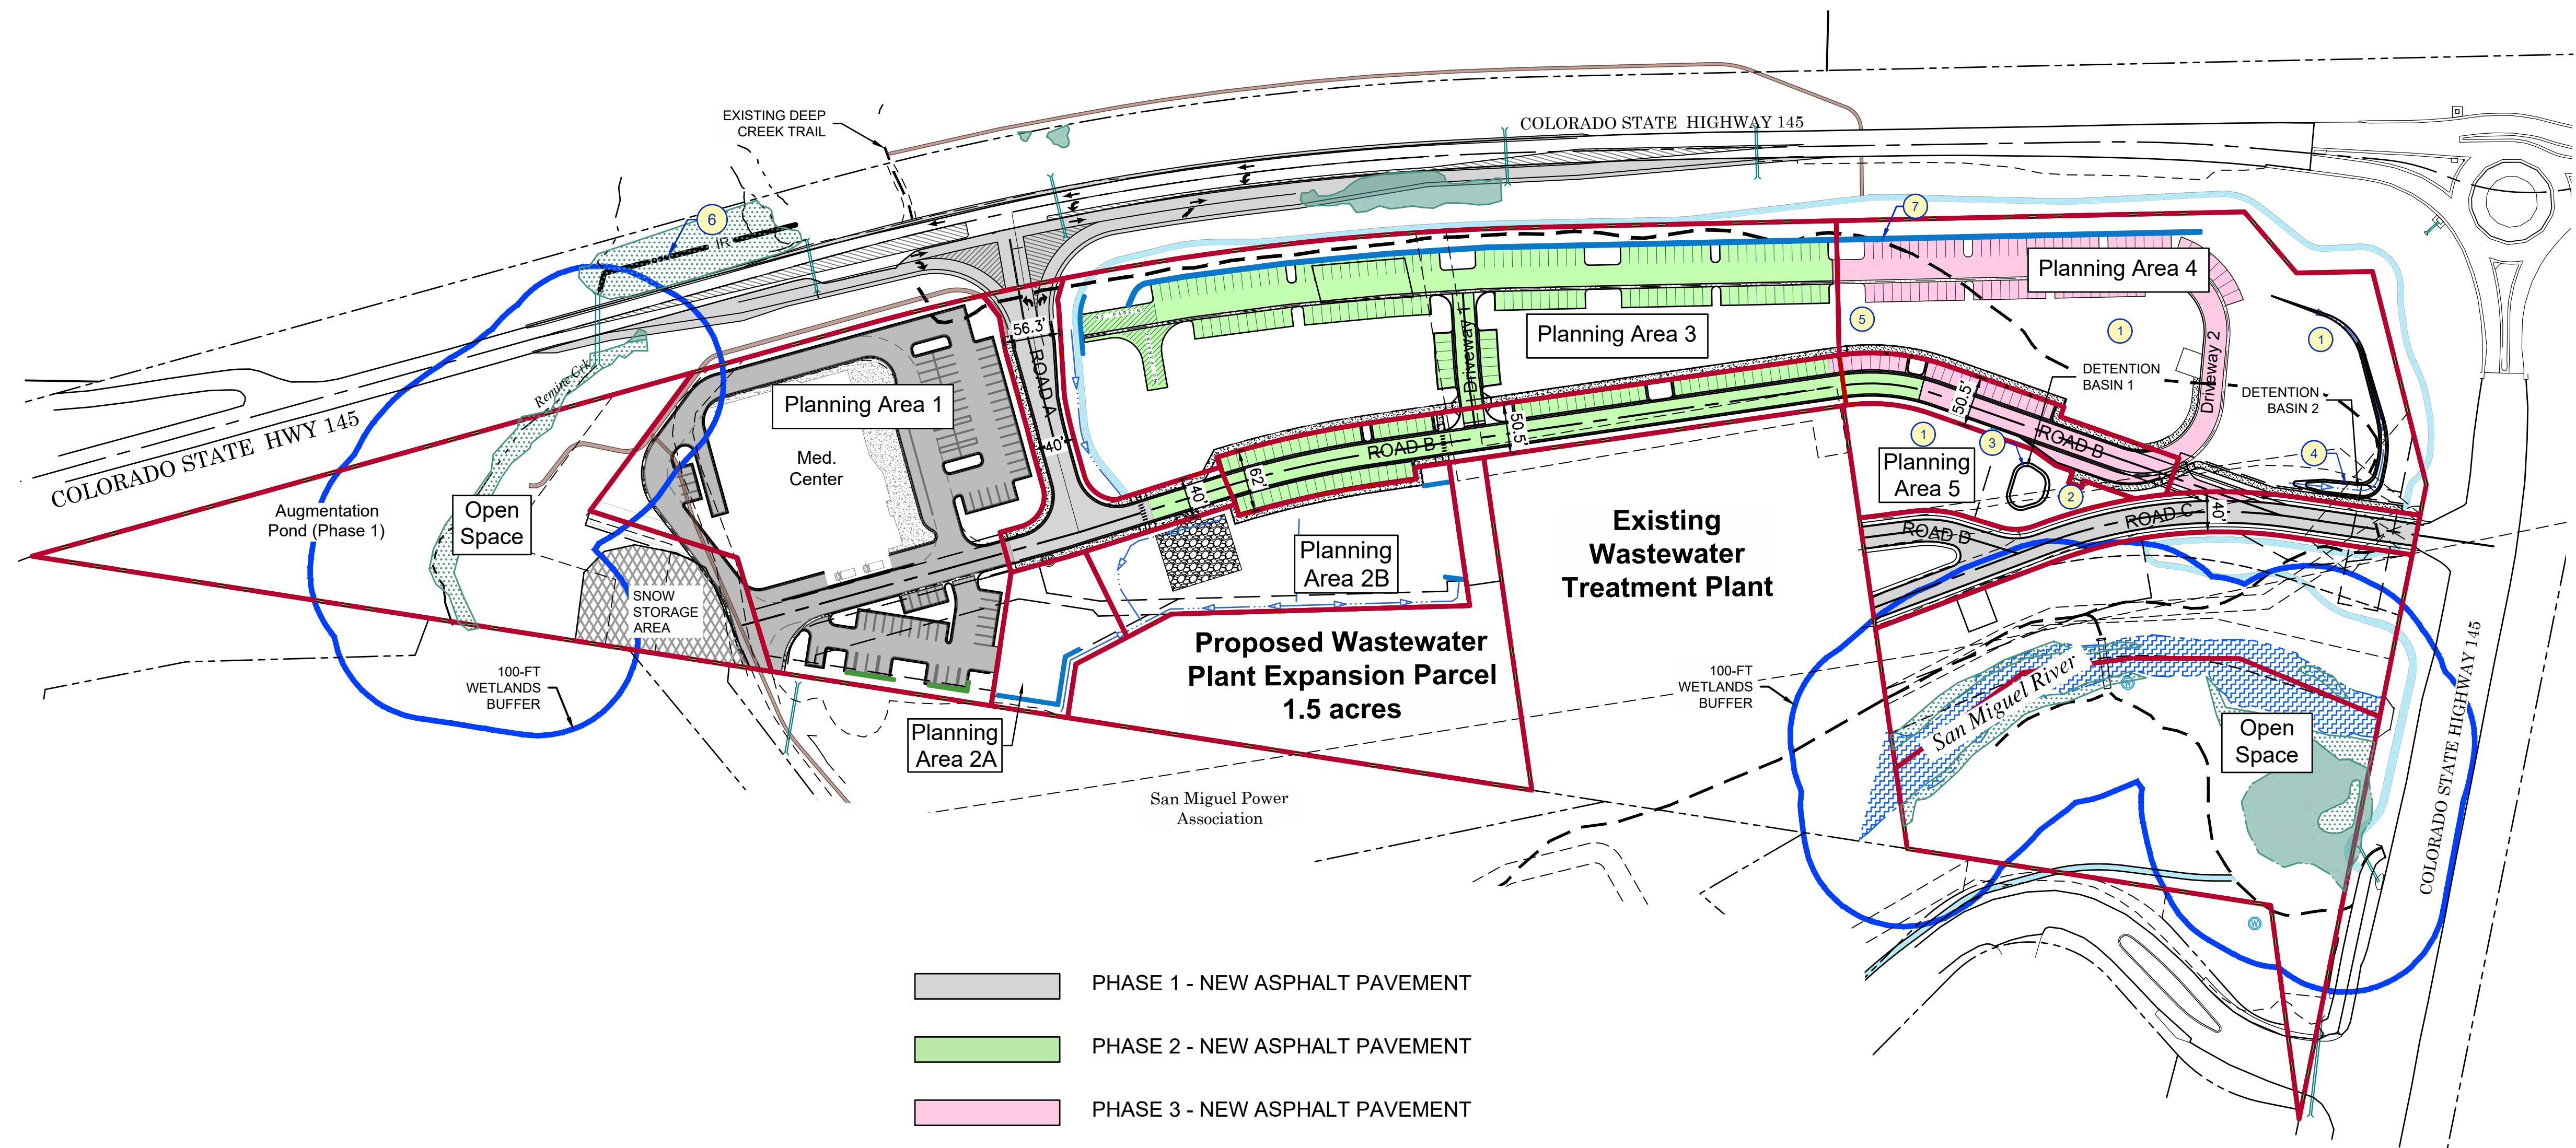 EXISTING DEEP
CREEK TRAIL
COLORADO STATE  HIGHWAY 145
6
IR
7
Planning Area 4
Planning Area 3
5
1
1
Driveway 1
Driveway 2
DETENTION
BASIN 1
DETENTION
BASIN 2
56.3'
ROAD A
40'
Remine Crk.
Planning Area 1
Med.
Center
COLORADO STATE  HWY 145
Augmentation
Pond (Phase 1)
Open
Space
SNOW
STORAGE
AREA
100-FT
WETLANDS
BUFFER
40'
62'
ROAD B
50.5'
50.5'
ROAD B
1
3
4
2
Planning
Area 5
ROAD D
ROAD C
40'
Planning
Area 2B
Existing
Wastewater
Treatment Plant
Proposed Wastewater
Plant Expansion Parcel
1.5 acres
Planning
Area 2A
San Miguel Power
Association
100-FT
WETLANDS
BUFFER
San Miguel River
W
Open
Space
W
COLORADO STATE HIGHWAY 145
PHASE 1 - NEW ASPHALT PAVEMENT
PHASE 2 - NEW ASPHALT PAVEMENT
PHASE 3 - NEW ASPHALT PAVEMENT